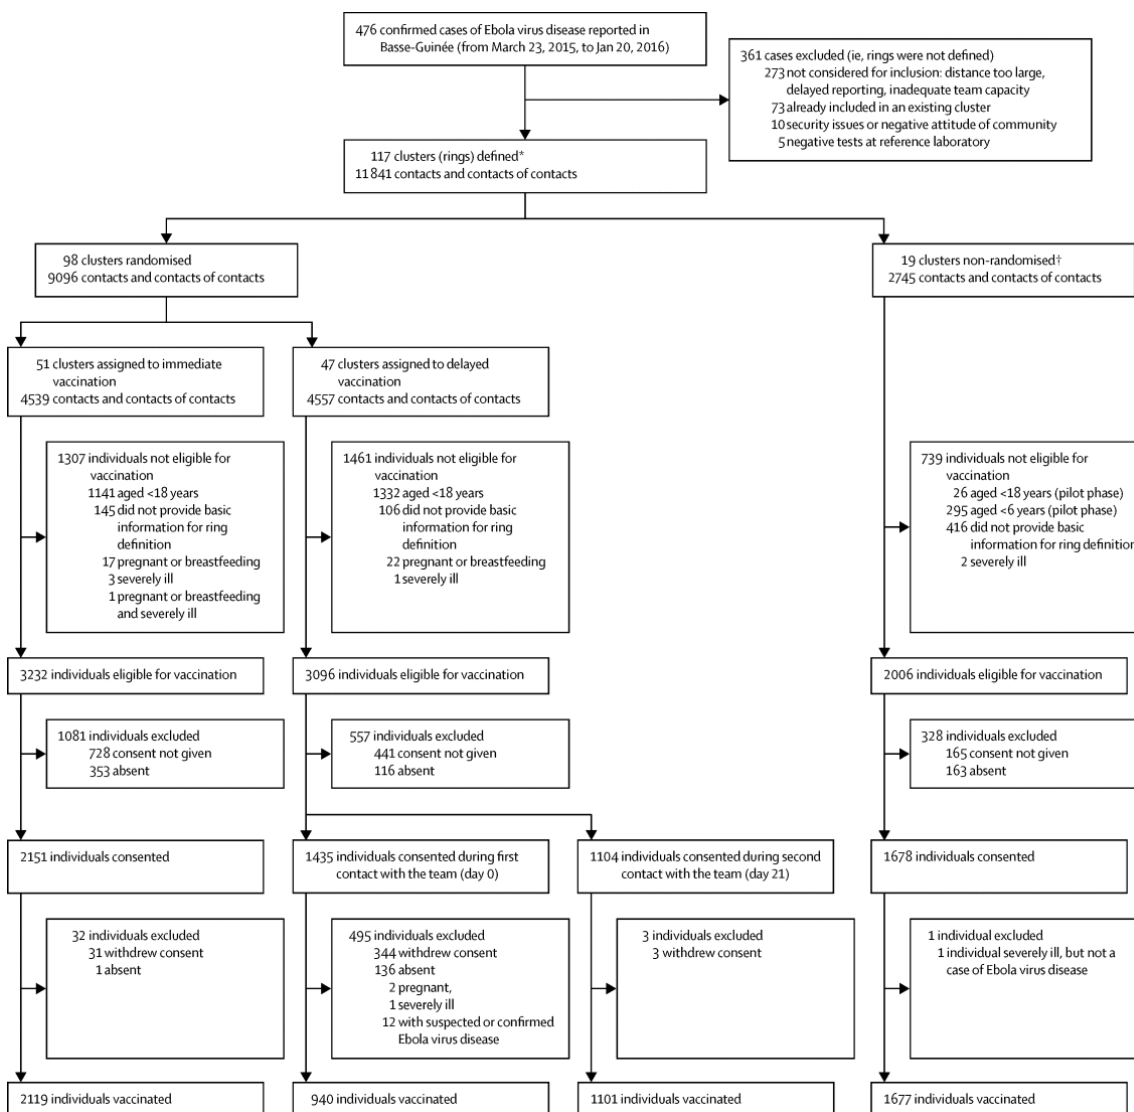 476 confirmed cases of Ebola virus disease reported in
Basse-Guinée (from March 23, 2015, to Jan 20, 2016)
361 cases excluded (ie, rings were not defined)
273 not considered for inclusion: distance too large,
delayed reporting, inadequate team capacity
73 already included in an existing cluster
10 security issues or negative attitude of community
5 negative tests at reference laboratory
117 clusters (rings) defined*
11 841 contacts and contacts of contacts
98 clusters randomised
9096 contacts and contacts of contacts
19 clusters non-randomised†
2745 contacts and contacts of contacts
51 clusters assigned to immediate
vaccination
4539 contacts and contacts of contacts
47 clusters assigned to delayed
vaccination
4557 contacts and contacts of contacts
1307 individuals not eligible for
vaccination
1141 aged <18 years
145 did not provide basic
information for ring
definition
17 pregnant or breastfeeding
3 severely ill
1 pregnant or breastfeeding
and severely ill
1461 individuals not eligible for
vaccination
1332 aged <18 years
106 did not provide basic
information for ring
definition
22 pregnant or breastfeeding
1 severely ill
739 individuals not eligible for
vaccination
26 aged <18 years (pilot phase)
295 aged <6 years (pilot phase)
416 did not provide basic
information for ring definition
2 severely ill
3232 individuals eligible for vaccination
3096 individuals eligible for vaccination
2006 individuals eligible for vaccination
1081 individuals excluded
728 consent not given
353 absent
557 individuals excluded
441 consent not given
116 absent
328 individuals excluded
165 consent not given
163 absent
2151 individuals consented
1435 individuals consented during first
contact with the team (day 0)
1104 individuals consented during second
contact with the team (day 21)
1678 individuals consented
32 individuals excluded
31 withdrew consent
1 absent
495 individuals excluded
344 withdrew consent
136 absent
2 pregnant,
1 severely ill
12 with suspected or confirmed
Ebola virus disease
3 individuals excluded
3 withdrew consent
1 individual excluded
1 individual severely ill, but not a
case of Ebola virus disease
2119 individuals vaccinated
940 individuals vaccinated
1101 individuals vaccinated
1677 individuals vaccinated